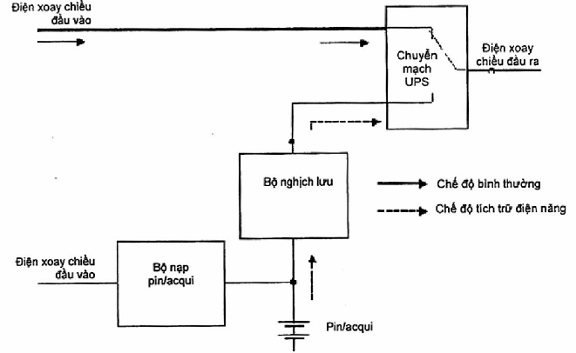 Điện xoay chiều
đầu vào
Chuyển
mạch
UPS
Điện xoay
chiều đầu ra
Bộ nghịch lưu
Chế độ bình thường
Chế độ tích trữ điện năng
Điện xoay chiều
đầu vào
Bộ nạp
pin/acqui
Pin/acqui